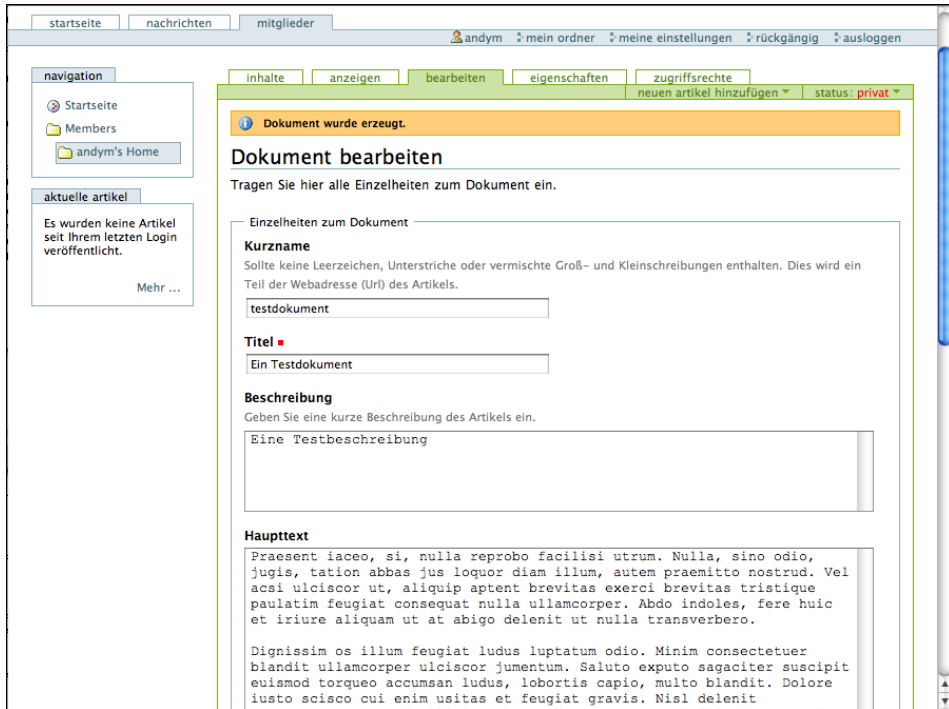 startseite nachrichten mitglieder
andym mein ordner meine einstellungen rückgängig ausloggen
navigation
Startseite
Members
andym's Home
aktuelle artikel
Es wurden keine Artikel
seit Ihrem letzten Login
veröffentlicht.
Mehr ...
inhalte anzeigen bearbeiten eigenschaften zugriffsrechte
neuen artikel hinzufügen status: privat
Dokument wurde erzeugt.
Dokument bearbeiten
Tragen Sie hier alle Einzelheiten zum Dokument ein.
Einzelheiten zum Dokument
Kurzname
Sollte keine Leerzeichen, Unterstriche oder vermischte Groß- und Kleinschreibungen enthalten. Dies wird ein
Teil der Webadresse (Url) des Artikels.
testdokument
Titel
Ein Testdokument
Beschreibung
Geben Sie eine kurze Beschreibung des Artikels ein.
Eine Testbeschreibung
Haupttext
Praesent iaceo, si, nulla reprobo facilisi utrum. Nulla, sino odio,
jugis, tation abbas jus loquor diam illum, autem praemitto nostrud. Vel
acsi ulciscor ut, aliquip aptent brevitas exerci brevitas tristique
paulatim feugiat consequat nulla ullamcorper. Abdo indoles, fere huic
et iriure aliquam ut at abigo delenit ut nulla transverbero.
Dignissim os illum feugiat ludus luptatum odio. Minim consectetuer
blandit ullamcorper ulciscor jumentum. Saluto exputo sagaciter suscipit
euismod torqueo accumsan ludus, lobortis capio, multo blandit. Dolore
iusto scisco cui enim usitas et feugiat gravis. Nisl delenit